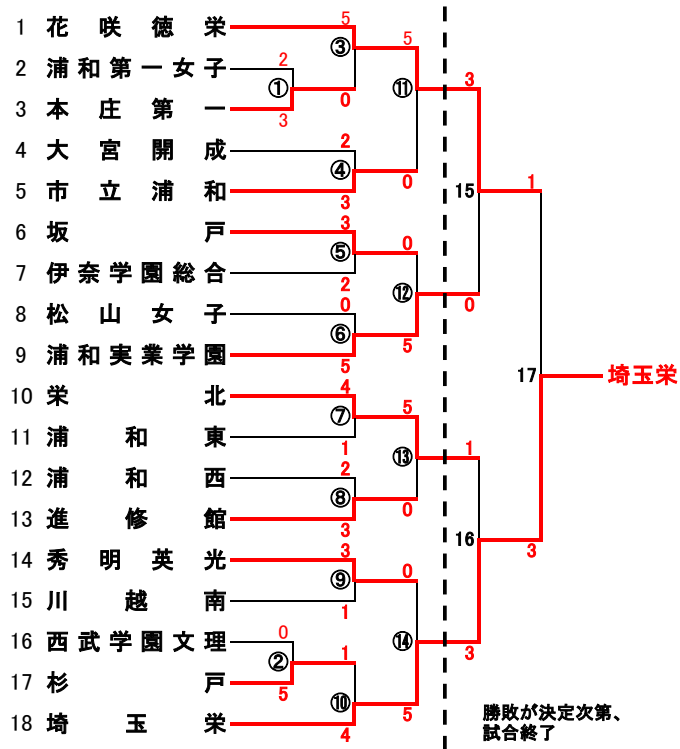 1 花咲徳栄
2 浦和第一女子
3 本庄第一
4 大宮開成
5 市立浦和
6 坂戸
7 伊奈学園総合
8 松山女子
9 浦和実業学園
10 栄北
11 浦和東
12 浦和西
13 進修館
14 秀明英光
15 川越南
16 西武学園文理
17 杉戸
18 埼玉栄
2
①
3
0
②
5
5
③
0
2
④
3
3
⑤
2
0
⑥
5
4
⑦
1
2
⑧
3
3
⑨
1
1
⑩
4
5
⑪
0
0
⑫
5
5
⑬
0
0
⑭
5
3
15
0
1
16
3
1
17
3
埼玉栄
勝敗が決定次第、
試合終了